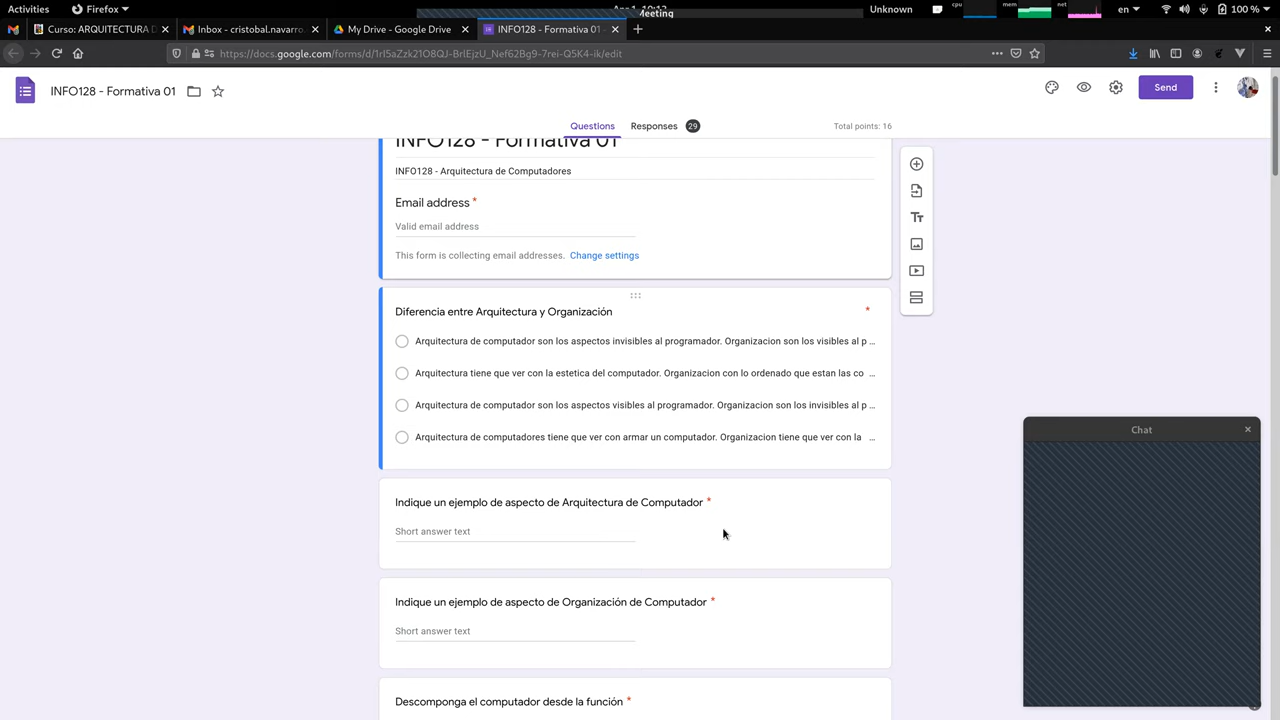 Activities
Firefox
Apr 1, 10:12
Meeting
Unknown
cpu
mem
net
en
100 %
Curso: ARQUITECTURA D
Inbox - cristobal.navarro.
My Drive - Google Drive
INFO128 - Formativa 01 -
https://docs.google.com/forms/d/1rI5aZzk21O8QJ-BrIEjzU_Nef62Bg9-7rei-Q5K4-ik/edit
INFO128 - Formativa 01
Send
Questions
Responses 29
Total points: 16
INFO128 - Formativa 01
INFO128 - Arquitectura de Computadores
Email address *
Valid email address
This form is collecting email addresses. Change settings
Diferencia entre Arquitectura y Organización *
Arquitectura de computador son los aspectos invisibles al programador. Organizacion son los visibles al p ...
Arquitectura tiene que ver con la estetica del computador. Organizacion con lo ordenado que estan las co ...
Arquitectura de computador son los aspectos visibles al programador. Organizacion son los invisibles al p ...
Arquitectura de computadores tiene que ver con armar un computador. Organizacion tiene que ver con la ...
Indique un ejemplo de aspecto de Arquitectura de Computador *
Short answer text
Indique un ejemplo de aspecto de Organización de Computador *
Short answer text
Descomponga el computador desde la función *
Tт
Chat